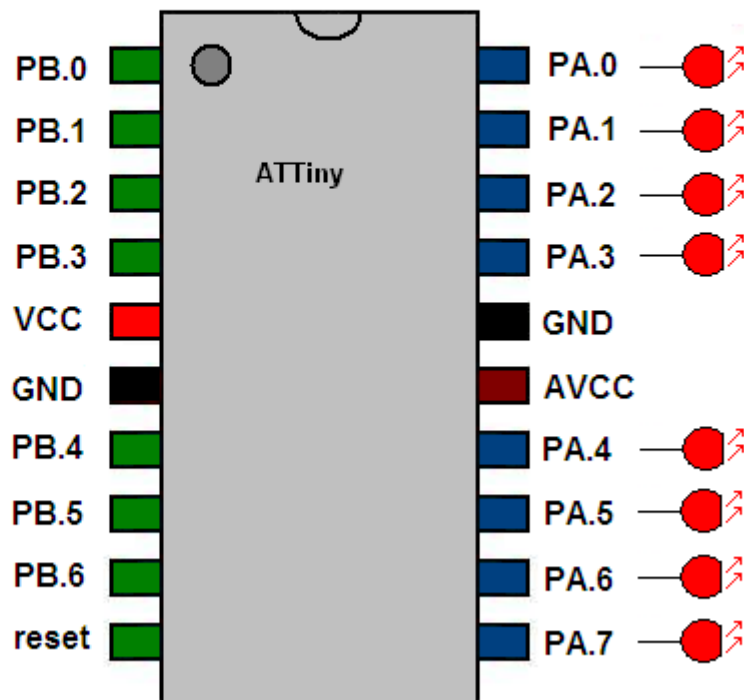 PB.0
PB.1
PB.2
PB.3
VCC
GND
PB.4
PB.5
PB.6
reset
ATTiny
PA.0
PA.1
PA.2
PA.3
GND
AVCC
PA.4
PA.5
PA.6
PA.7